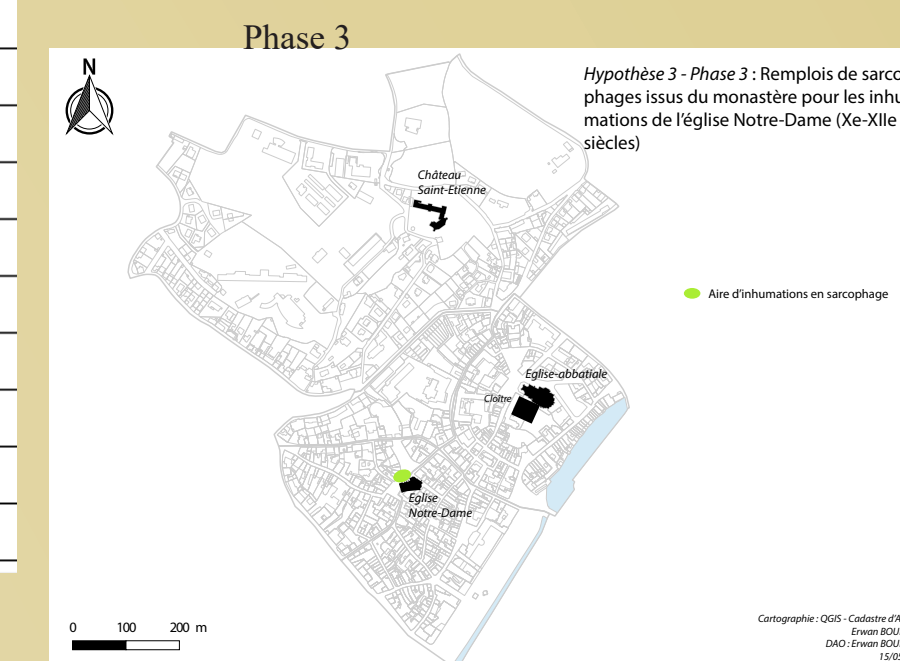 Phase 3
N
Hypothèse 3 - Phase 3 : Remplois de sarco
phages issus du monastère pour les inhu
mations de l'église Notre-Dame (Xe-XIIe
siècles)
Château
Saint-Etienne
Aire d'inhumations en sarcophage
Eglise-abbatiale
Cloître
Eglise
Notre-Dame
0 100 200 m
Cartographie : QGIS - Cadastre d'A
Erwan BOU
DAO : Erwan BOU
15/05